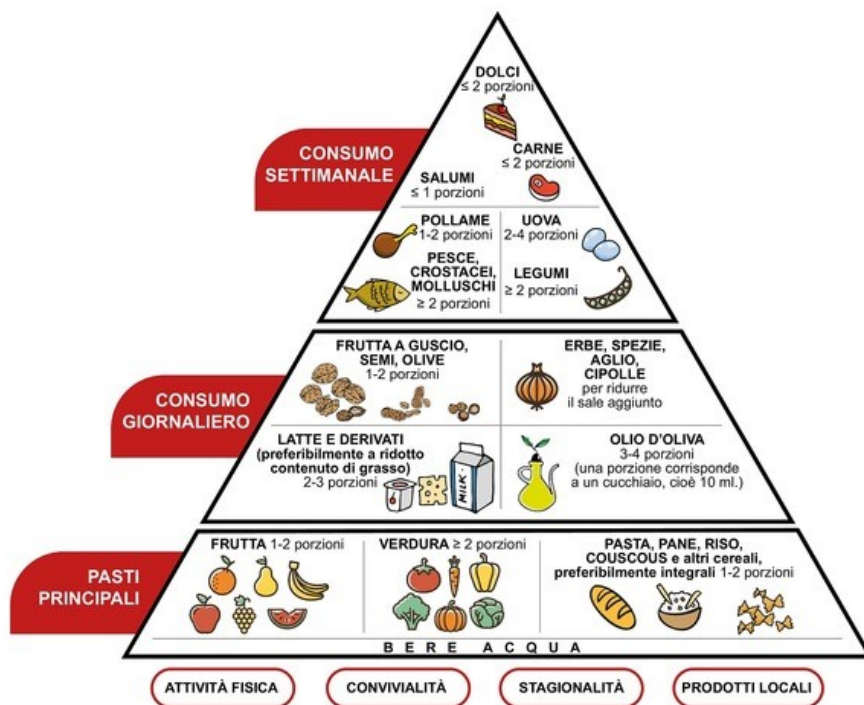 DOLCI
≤ 2 porzioni
CONSUMO
SETTIMANALE
CARNE
≤ 2 porzioni
SALUMI
≤ 1 porzioni
POLLAME
1-2 porzioni
UOVA
2-4 porzioni
PESCE,
CROSTACEI,
MOLLUSCHI
≥ 2 porzioni
LEGUMI
≥ 2 porzioni
CONSUMO
GIORNALIERO
FRUTTA A GUSCIO,
SEMI, OLIVE
1-2 porzioni
ERBE, SPEZIE,
AGLIO,
CIPOLLE
per ridurre
il sale aggiunto
LATTE E DERIVATI
(preferibilmente a ridotto
contenuto di grasso)
2-3 porzioni
MILK
OLIO D'OLIVA
3-4 porzioni
(una porzione corrisponde
a un cucchiaio, cioè 10 ml.)
PASTI
PRINCIPALI
FRUTTA 1-2 porzioni
VERDURA ≥ 2 porzioni
PASTA, PANE, RISO,
COUSCOUS e altri cereali,
preferibilmente integrali 1-2 porzioni
BERE ACQUA
ATTIVITÀ FISICA
CONVIVIALITÀ
STAGIONALITÀ
PRODOTTI LOCALI